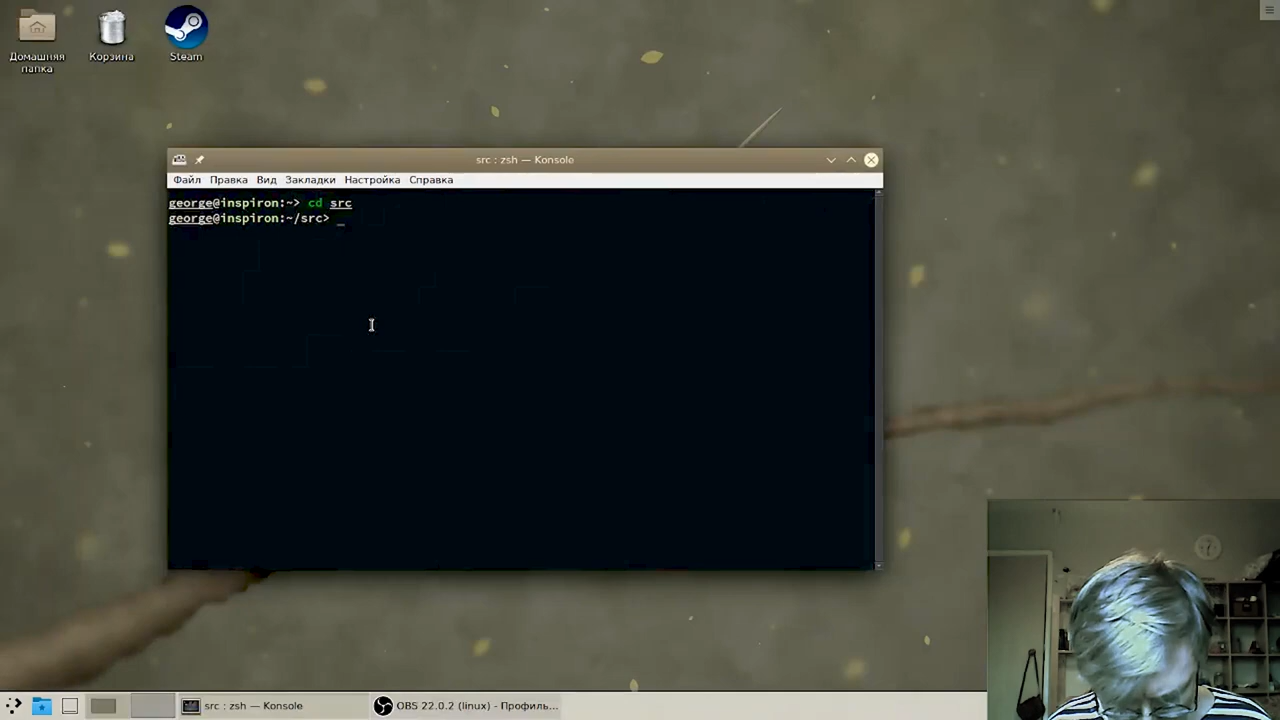 Домашняя
папка
Корзина
Steam
src : zsh — Konsole
Файл Правка Вид Закладки Настройка Справка
george@inspiron:~> cd src
george@inspiron:~/src> _
src : zsh — Konsole
OBS 22.0.2 (linux) - Профиль...